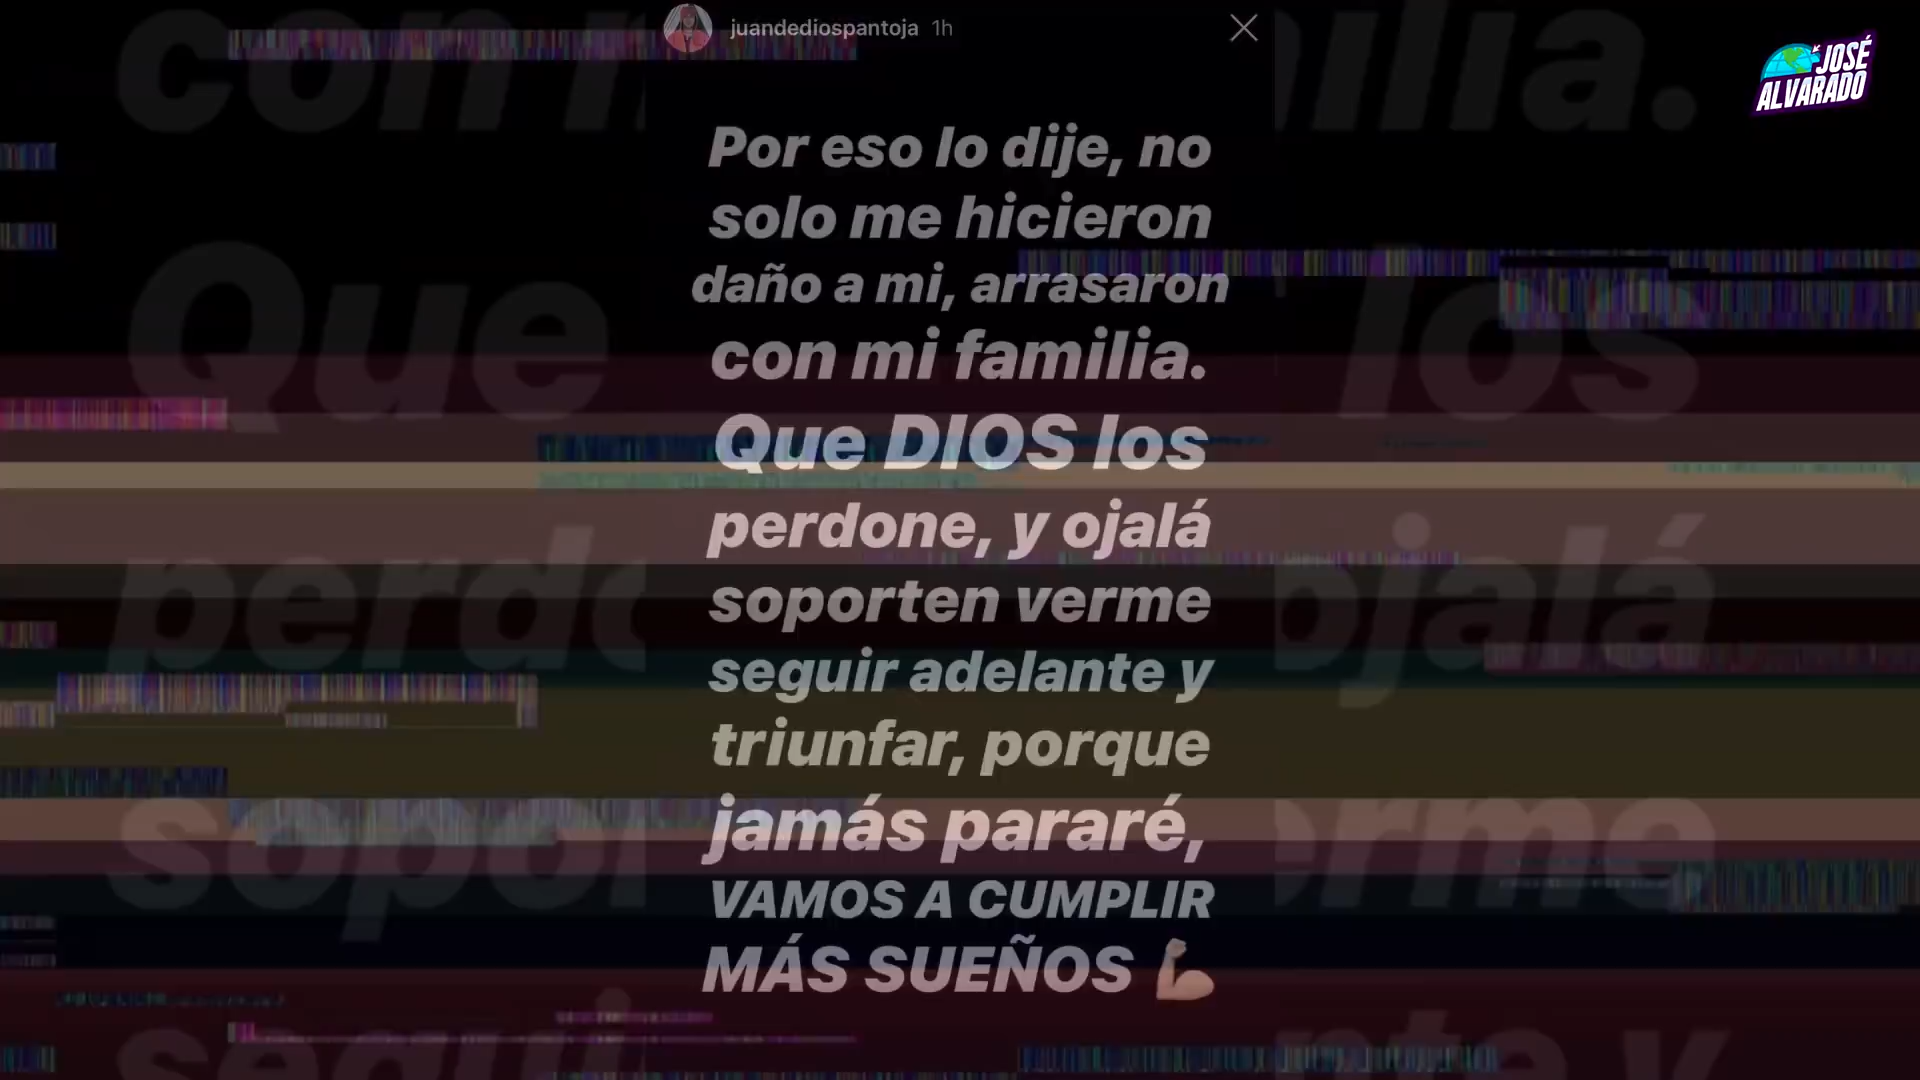 juandediospantoja 1h
JOSÉ
ALVARADO
Por eso lo dije, no
solo me hicieron
daño a mi, arrasaron
con mi familia.
Que DIOS los
perdone, y ojalá
soporten verme
seguir adelante y
triunfar, porque
jamás pararé,
VAMOS A CUMPLIR
MÁS SUEÑOS 💪🏼